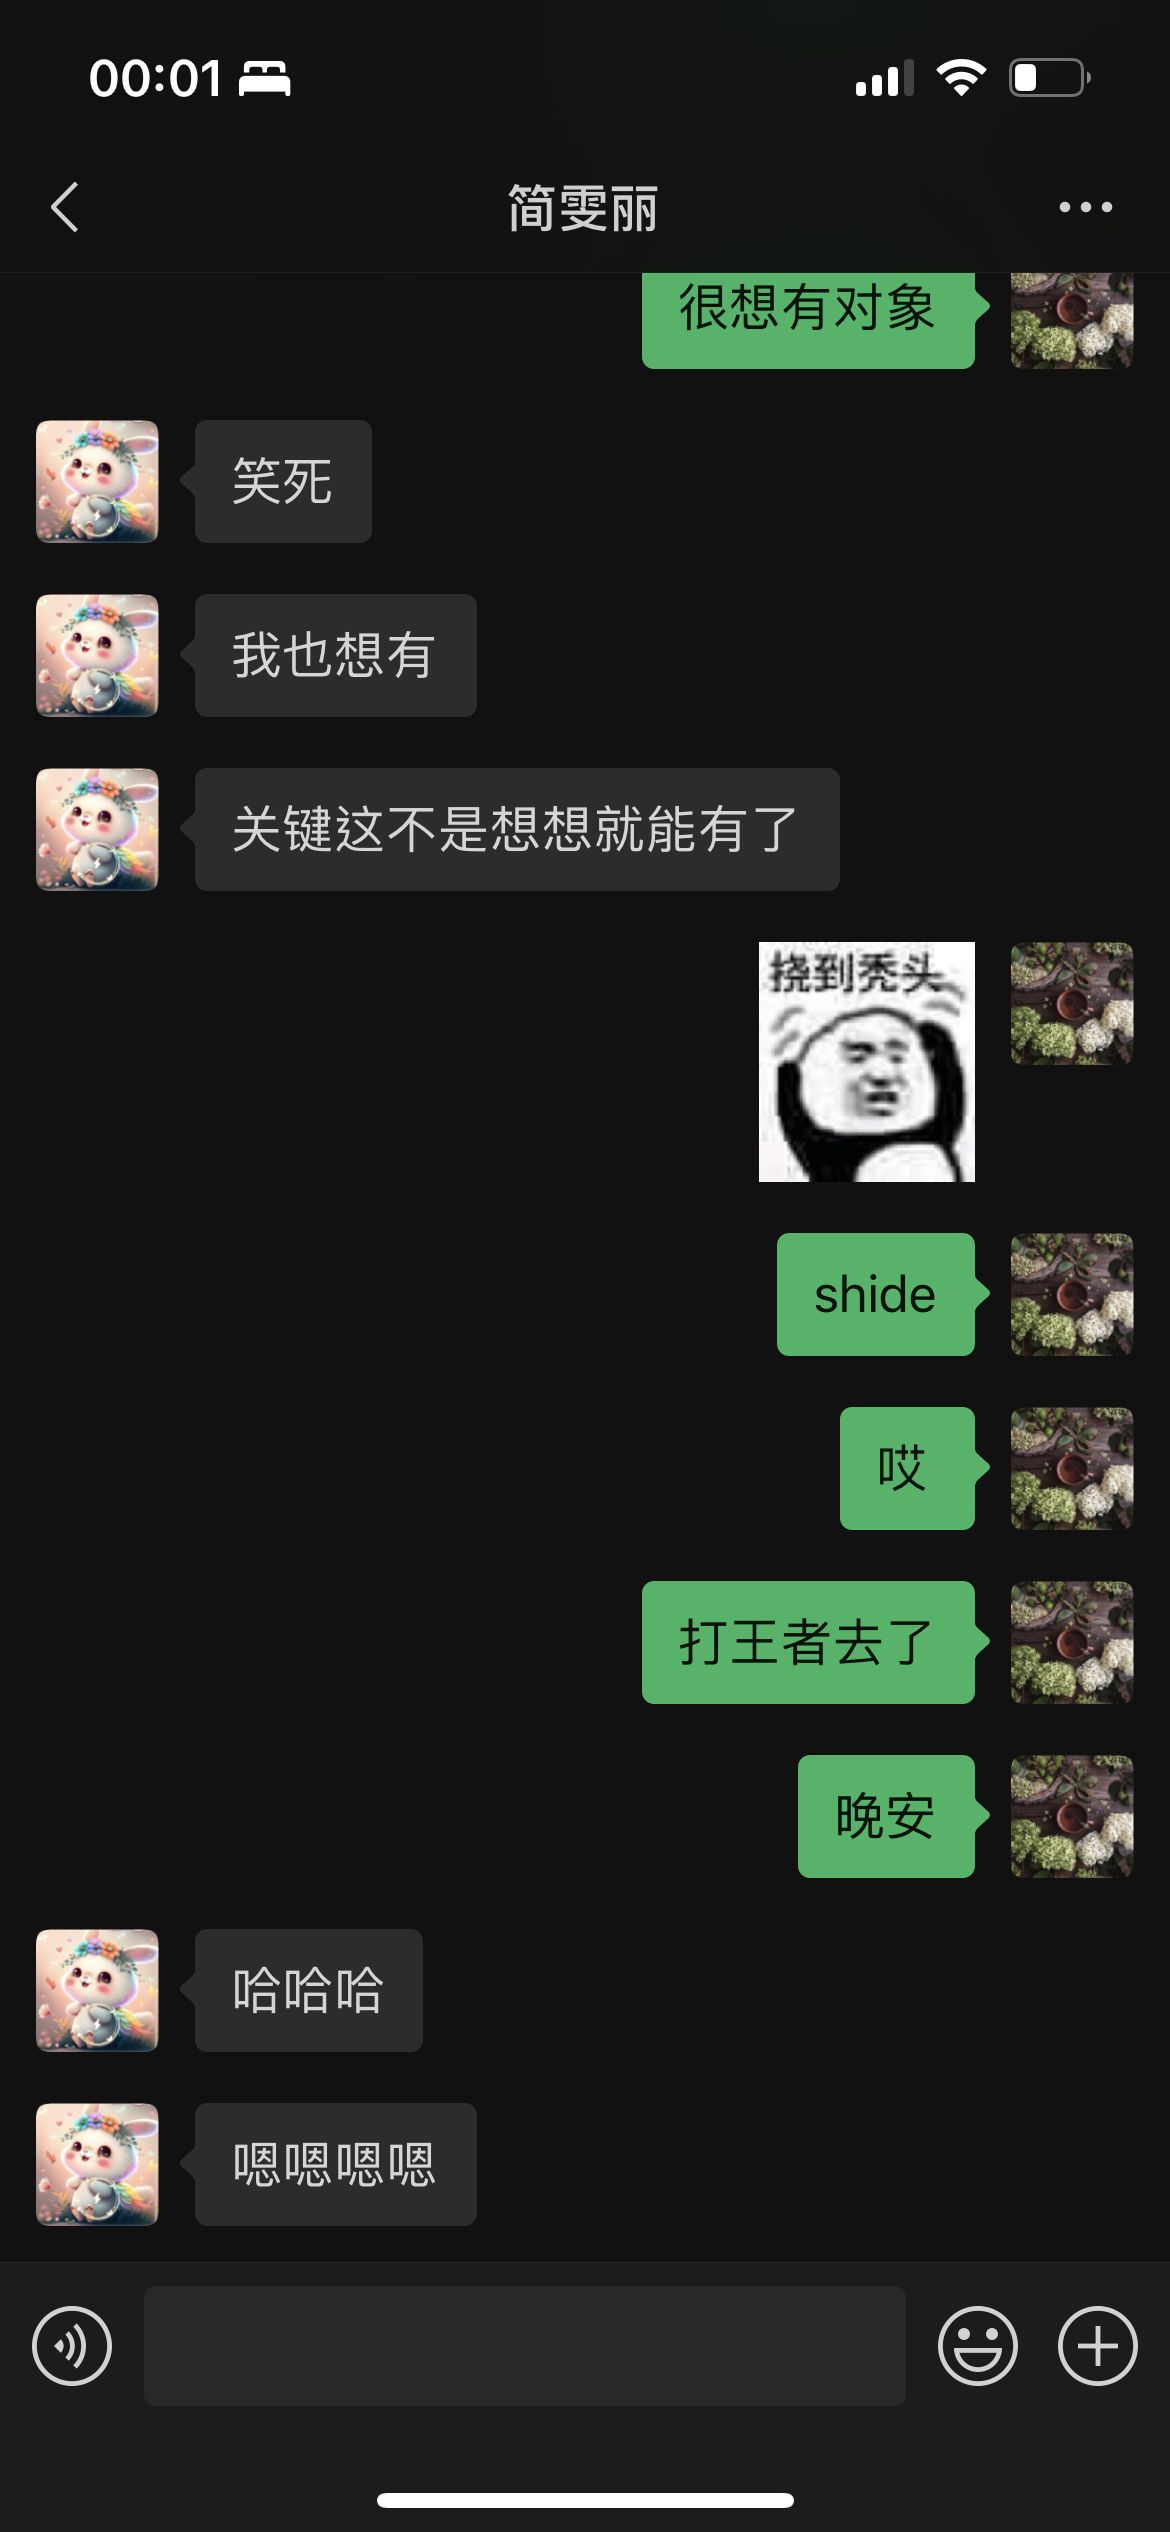 00:01
简雯丽
很想有对象
笑死
我也想有
关键这不是想想就能有了
挠到秃头
shide
哎
打王者去了
晚安
哈哈哈
嗯嗯嗯嗯